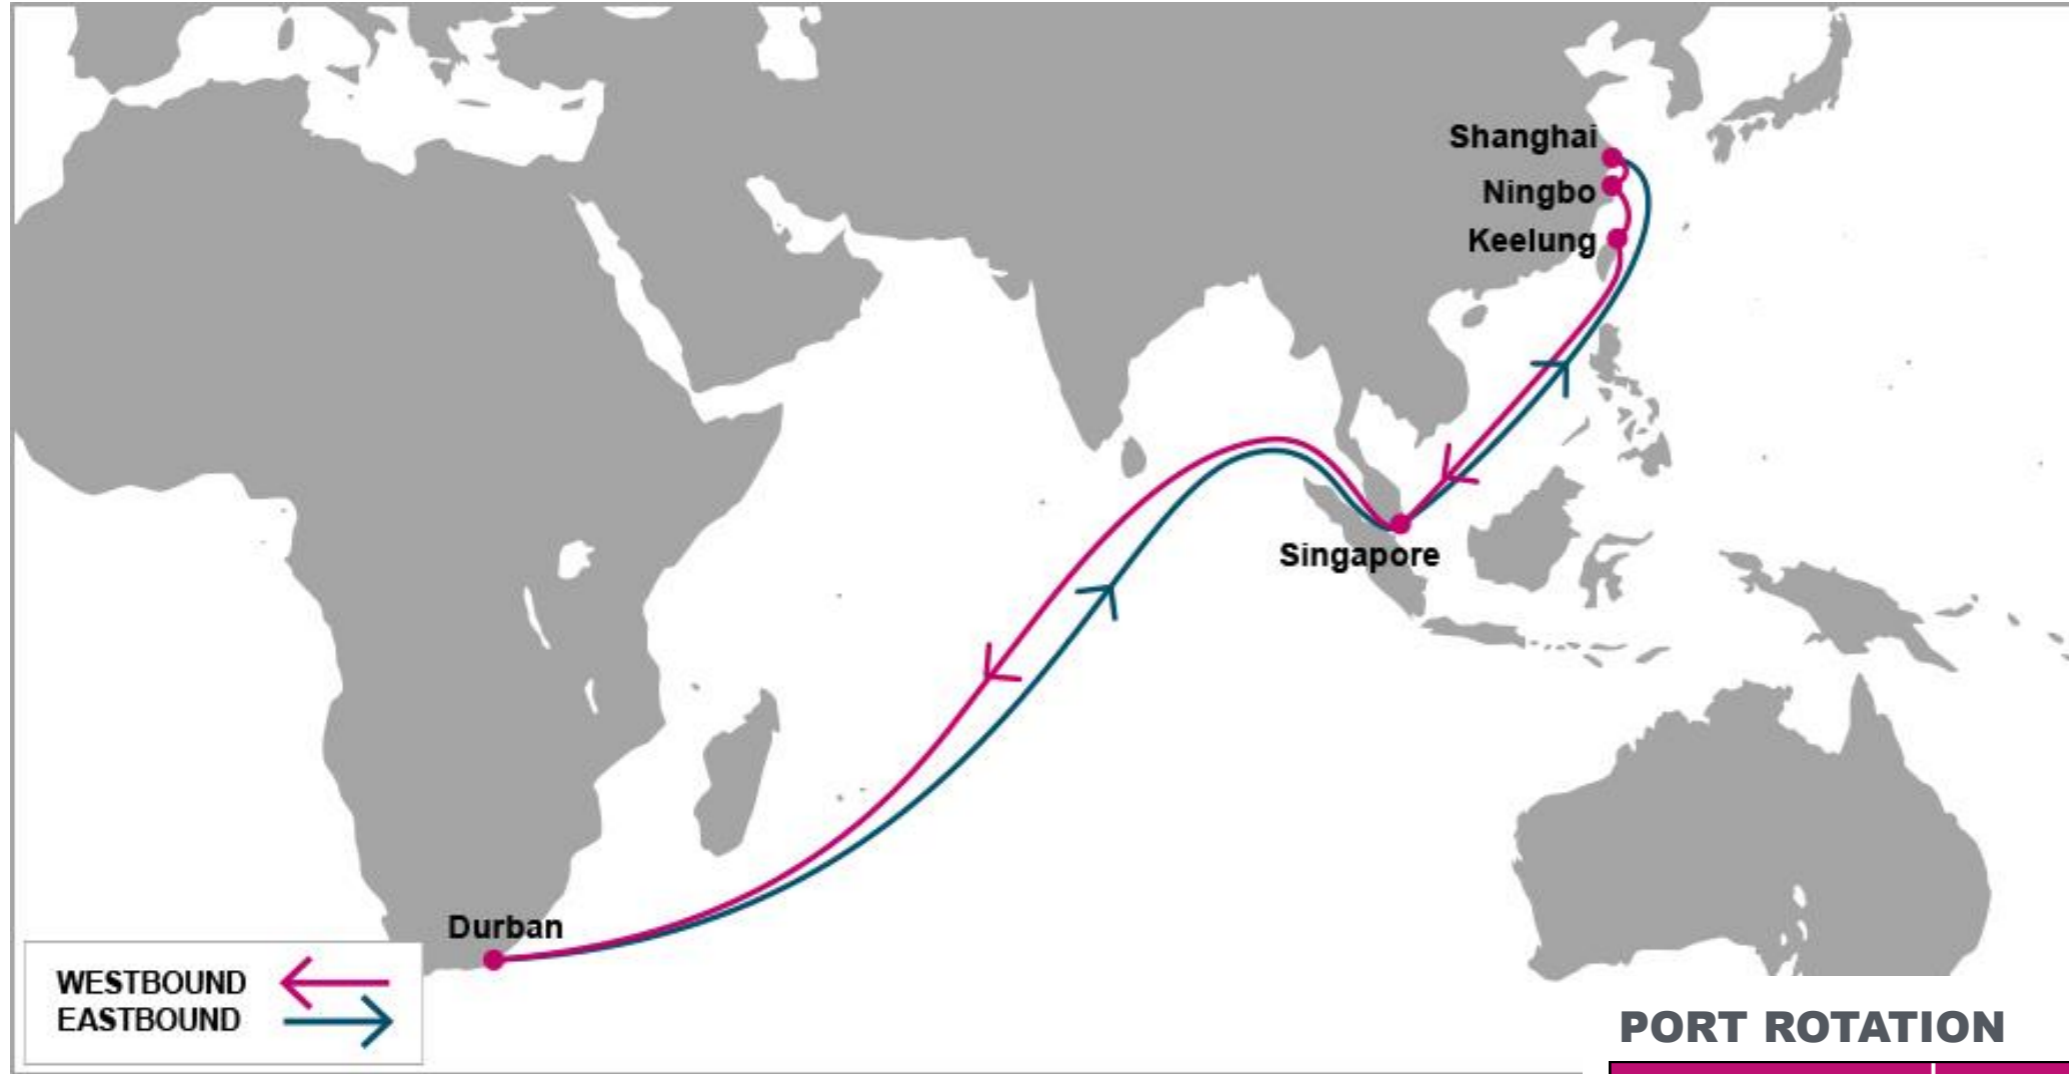 Shanghai
Ningbo
Keelung
Singapore
Durban
WESTBOUND
EASTBOUND
PORT ROTATION